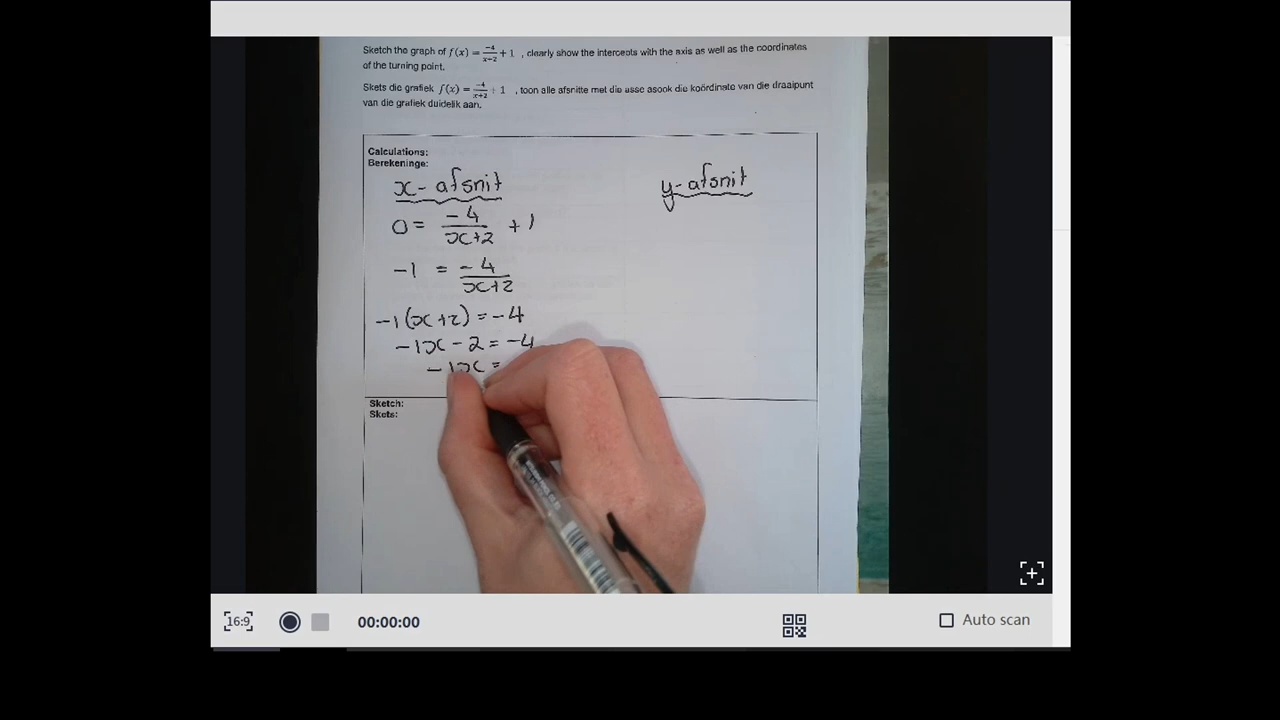 Sketch the graph of f(x) = -4/(x+2) + 1 , clearly show the intercepts with the axis as well as the coordinates
of the turning point.
Skets die grafiek f(x) = -4/(x+2) + 1 , toon alle afsnitte met die asse asook die koördinate van die draaipunt
van die grafiek duidelik aan.
Calculations:
Berekeninge:
x- afsnit
0 = -4/(x+2) + 1
-1 = -4/(x+2)
-1(x+2) = -4
-1x - 2 = -4
-1x =
y-afsnit
Sketch:
Skets:
16:9
00:00:00
Auto scan